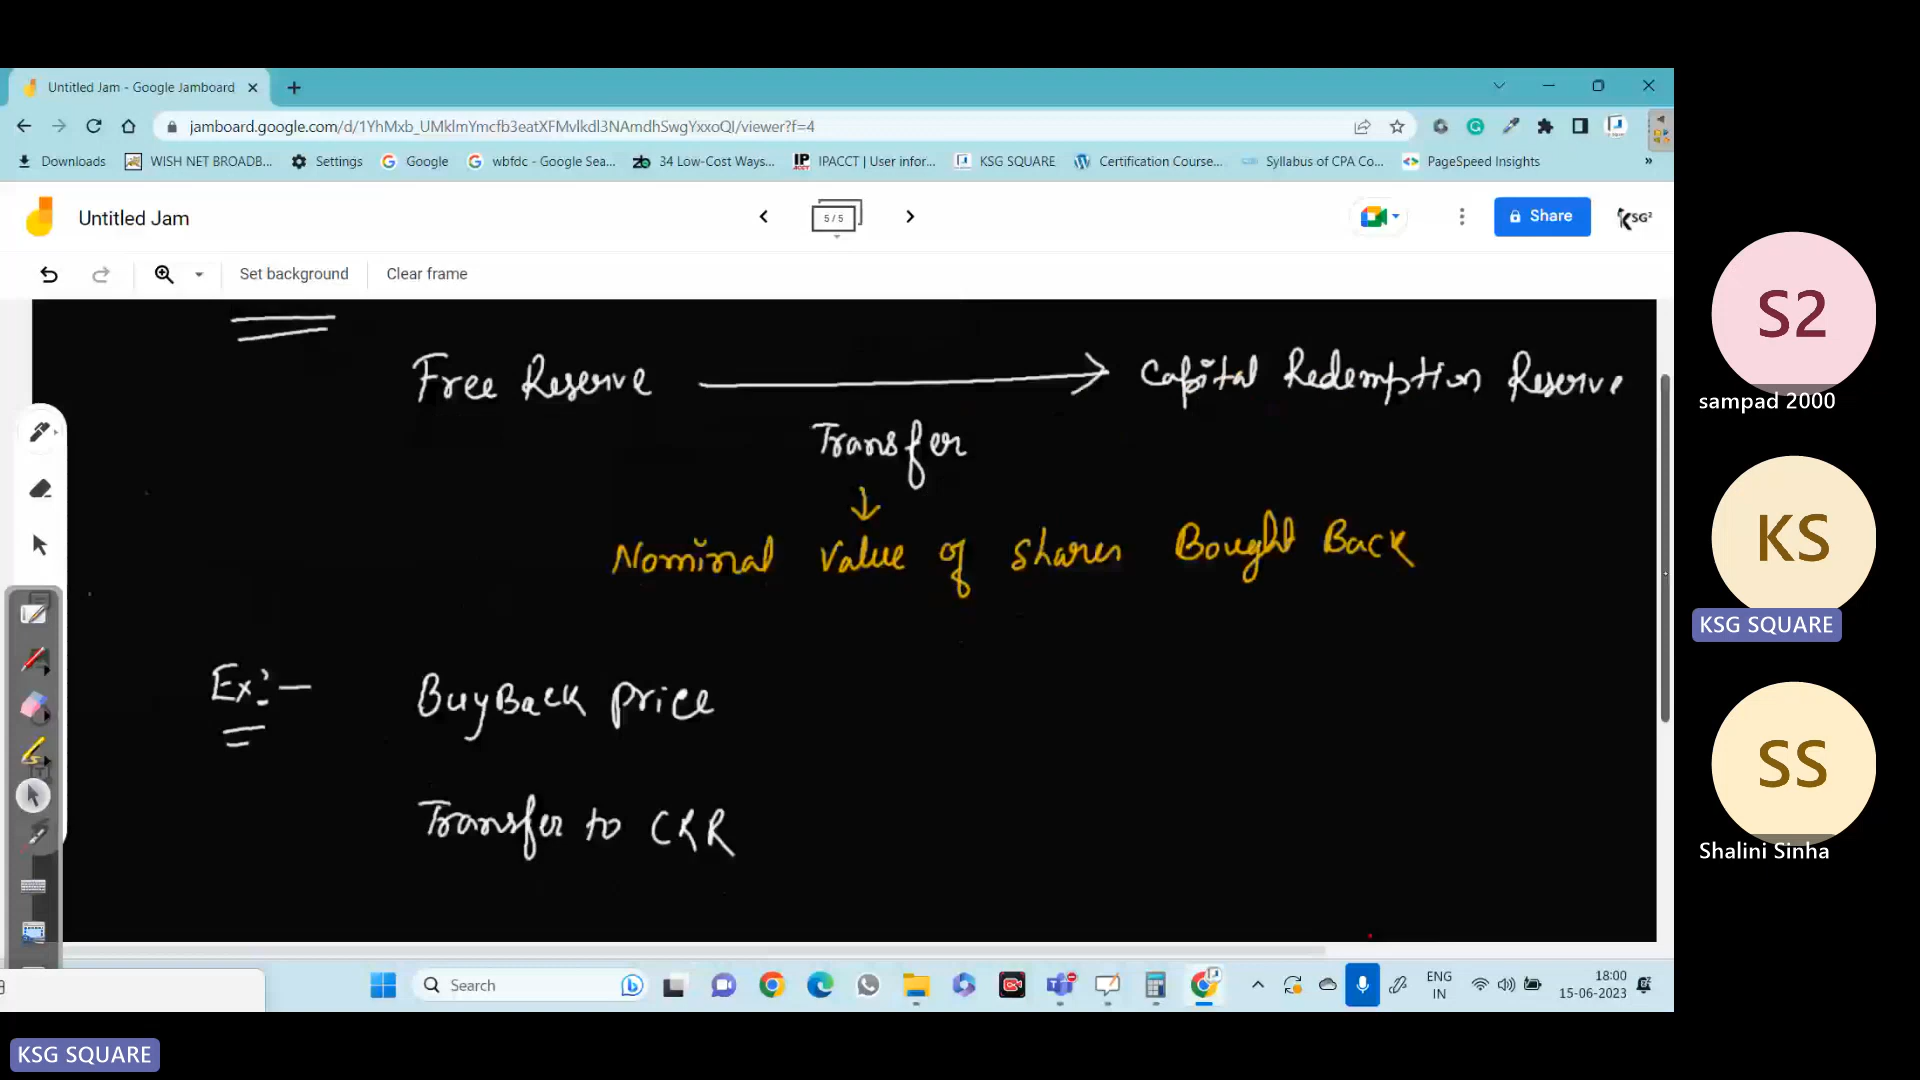 Untitled Jam - Google Jamboard
jamboard.google.com/d/1YhMxb_UMklmYmcfb3eatXFMvlkdl3NAmdhSwgYxxoQI/viewer?f=4
Downloads WISH NET BROADB... Settings Google wbfdc - Google Sea... 34 Low-Cost Ways... IPACCT | User infor... KSG SQUARE Certification Course... Syllabus of CPA Co... PageSpeed Insights »
Untitled Jam 5 / 5 Share KSG²
Set background Clear frame
Free Reserve Capital Redemption Reserve
Transfer
Nominal Value of Shares Bought Back
Ex:-
BuyBack price
Transfer to CRR
S2
sampad 2000
KS
KSG SQUARE
SS
Shalini Sinha
Search
ENG
IN
18:00
15-06-2023
KSG SQUARE